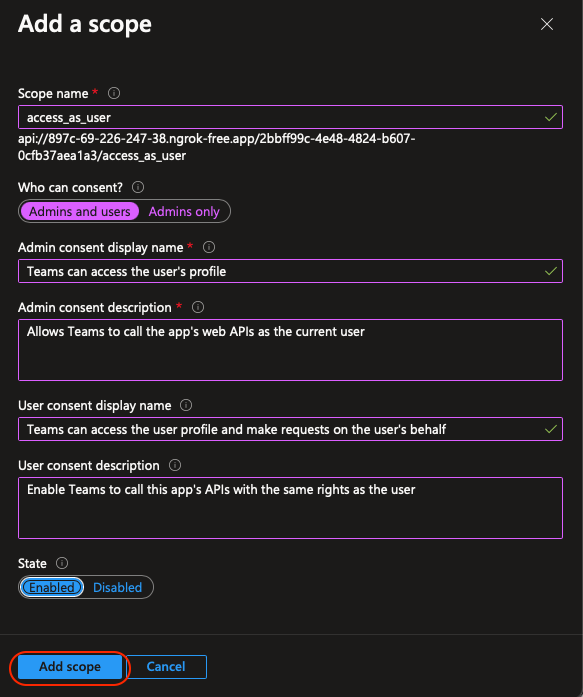 Add a scope
Scope name *
access_as_user
api://897c-69-226-247-38.ngrok-free.app/2bbff99c-4e48-4824-b607-
0cfb37aea1a3/access_as_user
Who can consent?
Admins and users Admins only
Admin consent display name *
Teams can access the user's profile
Admin consent description *
Allows Teams to call the app's web APIs as the current user
User consent display name
Teams can access the user profile and make requests on the user's behalf
User consent description
Enable Teams to call this app's APIs with the same rights as the user
State
Enabled Disabled
Add scope Cancel